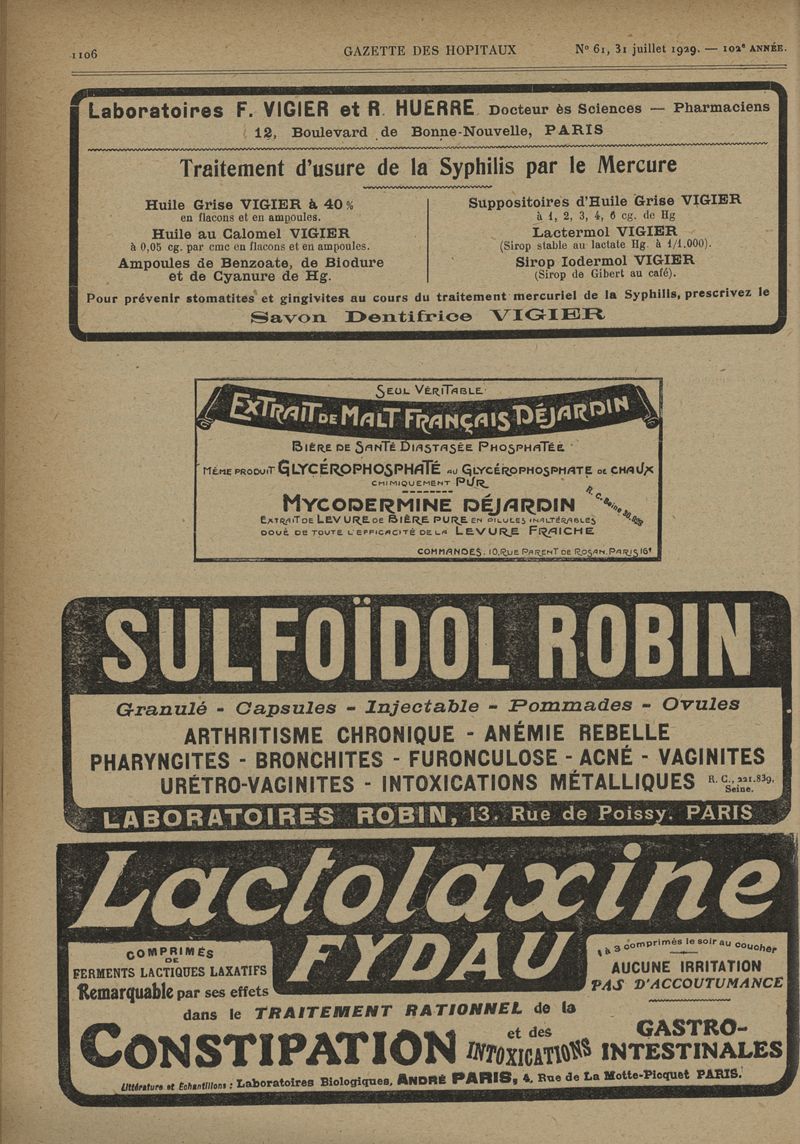 1106 GAZETTE DES HOPITAUX N° 61, 31 juillet 1929. — 102e ANNÉE.
Laboratoires F. VIGIER et R. HUERRE Docteur ès Sciences — Pharmaciens
12, Boulevard de Bonne-Nouvelle, PARIS
Traitement d'usure de la Syphilis par le Mercure
Huile Grise VIGIER à 40 %
en flacons et en ampoules.
Huile au Calomel VIGIER
à 0,05 cg. par cmc en flacons et en ampoules.
Ampoules de Benzoate, de Biodure
et de Cyanure de Hg.
Suppositoires d'Huile Grise VIGIER
à 1, 2, 3, 4, 6 cg. de Hg
Lactermol VIGIER
(Sirop stable au lactate Hg. à 1/1.000).
Sirop Iodermol VIGIER
(Sirop de Gibert au café).
Pour prévenir stomatites et gingivites au cours du traitement mercuriel de la Syphilis, prescrivez le
Savon Dentifrice VIGIER
SEUL VÉRITABLE
EXTRAIT DE MALT FRANÇAIS DÉJARDIN
BIÈRE DE SANTÉ DIASTASÉE PHOSPHATÉE
MÊME PRODUIT GLYCÉROPHOSPHATÉ AU GLYCÉROPHOSPHATE DE CHAUX
CHIMIQUEMENT PUR
MYCODERMINE DÉJARDIN
R. C. Seine
EXTRAIT DE LEVURE DE BIÈRE PURE EN PILULES INALTÉRABLES
DOUÉ DE TOUTE L'EFFICACITÉ DE LA LEVURE FRAICHE
COMMANDES. 10, RUE PARENT DE ROSAN. PARIS 16e
SULFOÏDOL ROBIN
Granulé - Capsules - Injectable - Pommades - Ovules
ARTHRITISME CHRONIQUE - ANÉMIE REBELLE
PHARYNGITES - BRONCHITES - FURONCULOSE - ACNÉ - VAGINITES
URÉTRO-VAGINITES - INTOXICATIONS MÉTALLIQUES R. C., 221.839. Seine.
LABORATOIRES ROBIN, 13. Rue de Poissy. PARIS
Lactolaxine
FYDAU
COMPRIMÉS
DE
FERMENTS LACTIQUES LAXATIFS
Remarquable par ses effets
1 à 3 comprimés le soir au coucher
AUCUNE IRRITATION
PAS D'ACCOUTUMANCE
dans le TRAITEMENT RATIONNEL de la
CONSTIPATION et des INTOXICATIONS GASTRO-
INTESTINALES
Littérature et Echantillons : Laboratoires Biologiques, ANDRÉ PARIS, 4, Rue de La Motte-Picquet PARIS.